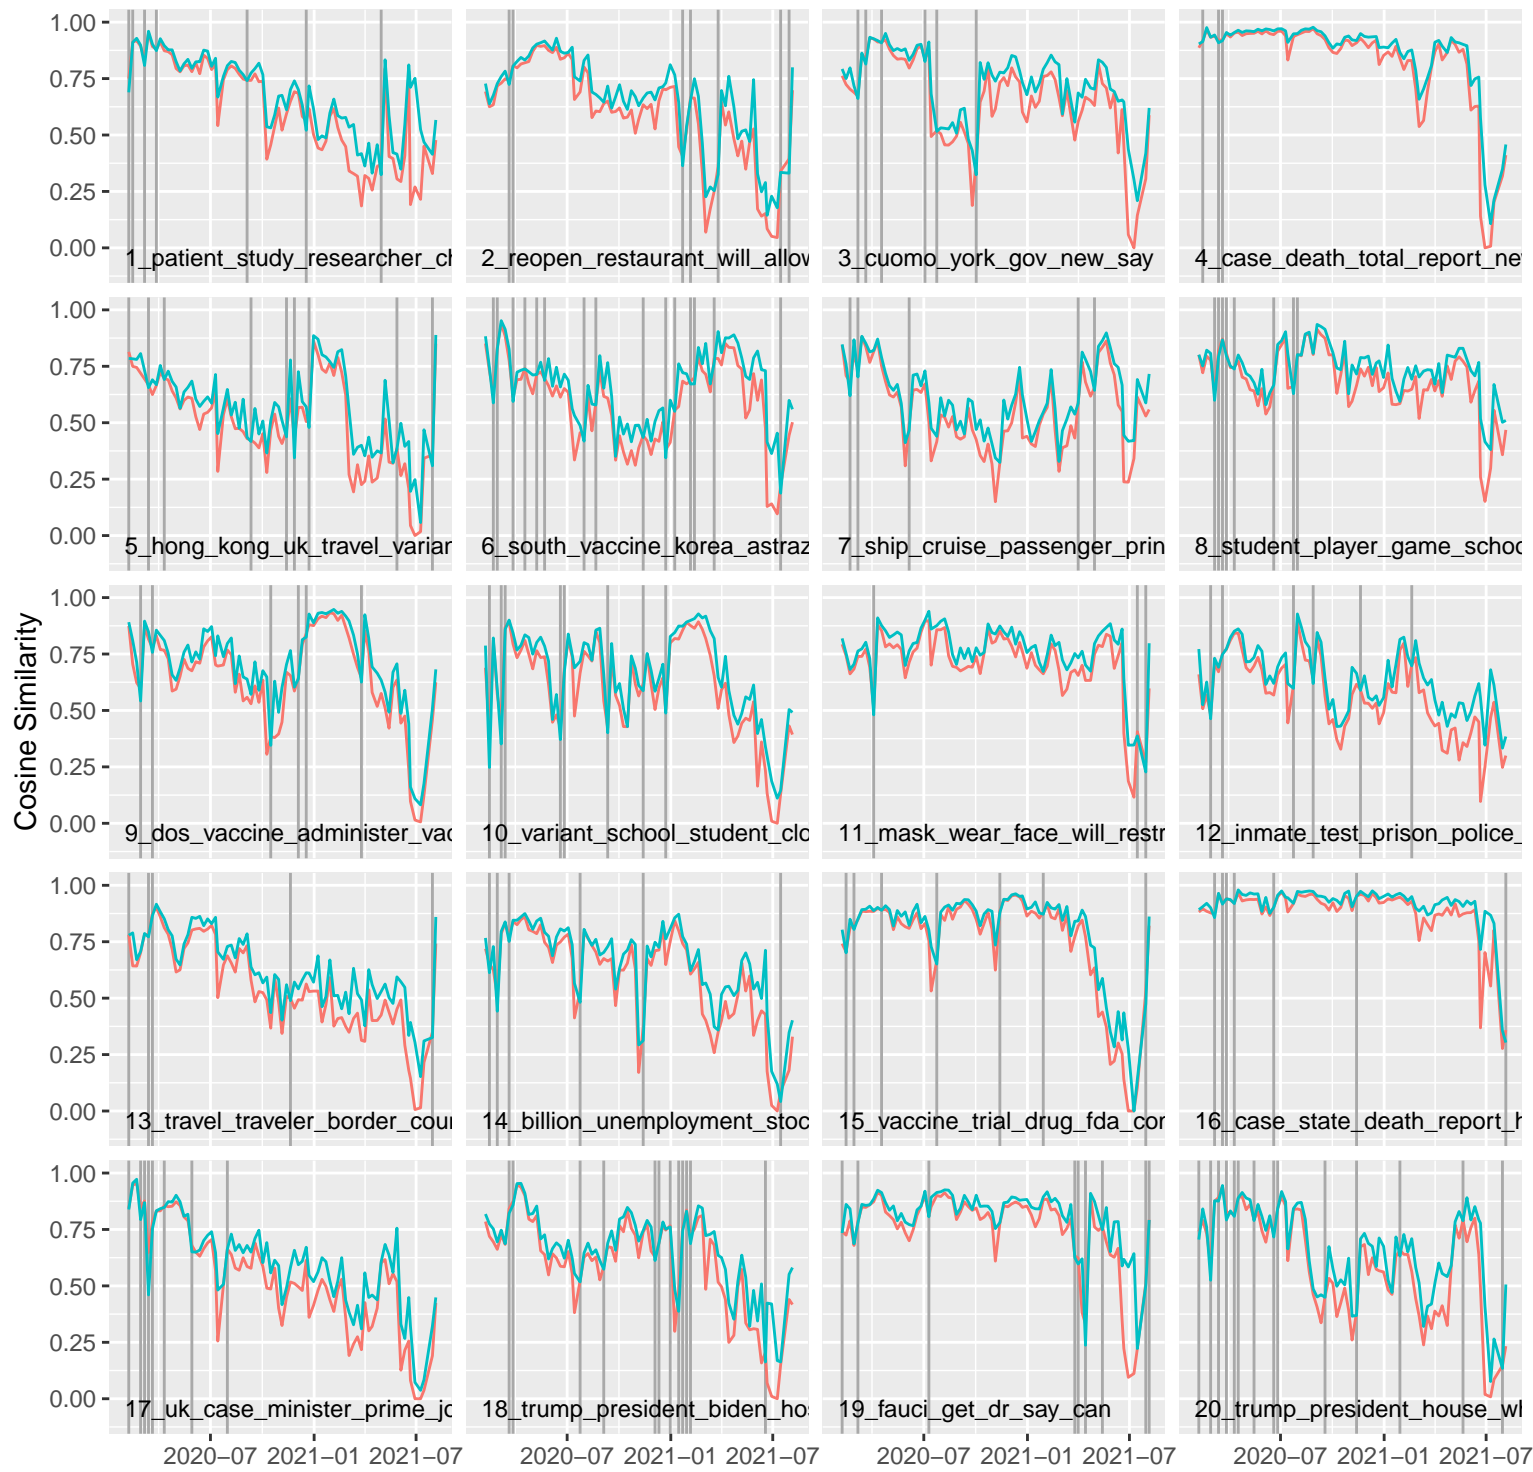 1.00
0.75
0.50
0.25
0.00
1_patient_study_researcher_ch
2_reopen_restaurant_will_allow
3_cuomo_york_gov_new_say
4_case_death_total_report_new
1.00
0.75
0.50
0.25
0.00
5_hong_kong_uk_travel_varian
6_south_vaccine_korea_astraz
7_ship_cruise_passenger_prin
8_student_player_game_schoo
Cosine Similarity
1.00
0.75
0.50
0.25
0.00
9_dos_vaccine_administer_vac
10_variant_school_student_clo
11_mask_wear_face_will_restr
12_inmate_test_prison_police_
1.00
0.75
0.50
0.25
0.00
13_travel_traveler_border_cour
14_billion_unemployment_stoc
15_vaccine_trial_drug_fda_cor
16_case_state_death_report_h
1.00
0.75
0.50
0.25
0.00
17_uk_case_minister_prime_jo
18_trump_president_biden_hos
19_fauci_get_dr_say_can
20_trump_president_house_wh
2020−07 2021−01 2021−07
2020−07 2021−01 2021−07
2020−07 2021−01 2021−07
2020−07 2021−01 2021−07